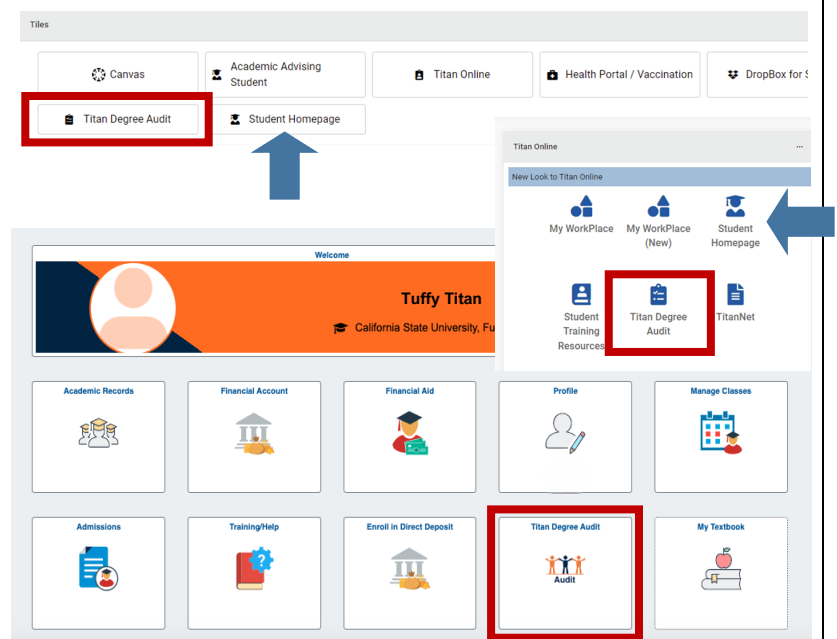 Tiles
Canvas
Academic Advising
Student
Titan Online
Health Portal / Vaccination
DropBox for S
Titan Degree Audit
Student Homepage
Titan Online
...
New Look to Titan Online
My WorkPlace
My WorkPlace
(New)
Student
Homepage
Student
Training
Resources
Titan Degree
Audit
TitanNet
Welcome
Tuffy Titan
California State University, Fu
Academic Records
Financial Account
Financial Aid
Profile
Manage Classes
Admissions
Training/Help
?
Enroll in Direct Deposit
Titan Degree Audit
Audit
My Textbook